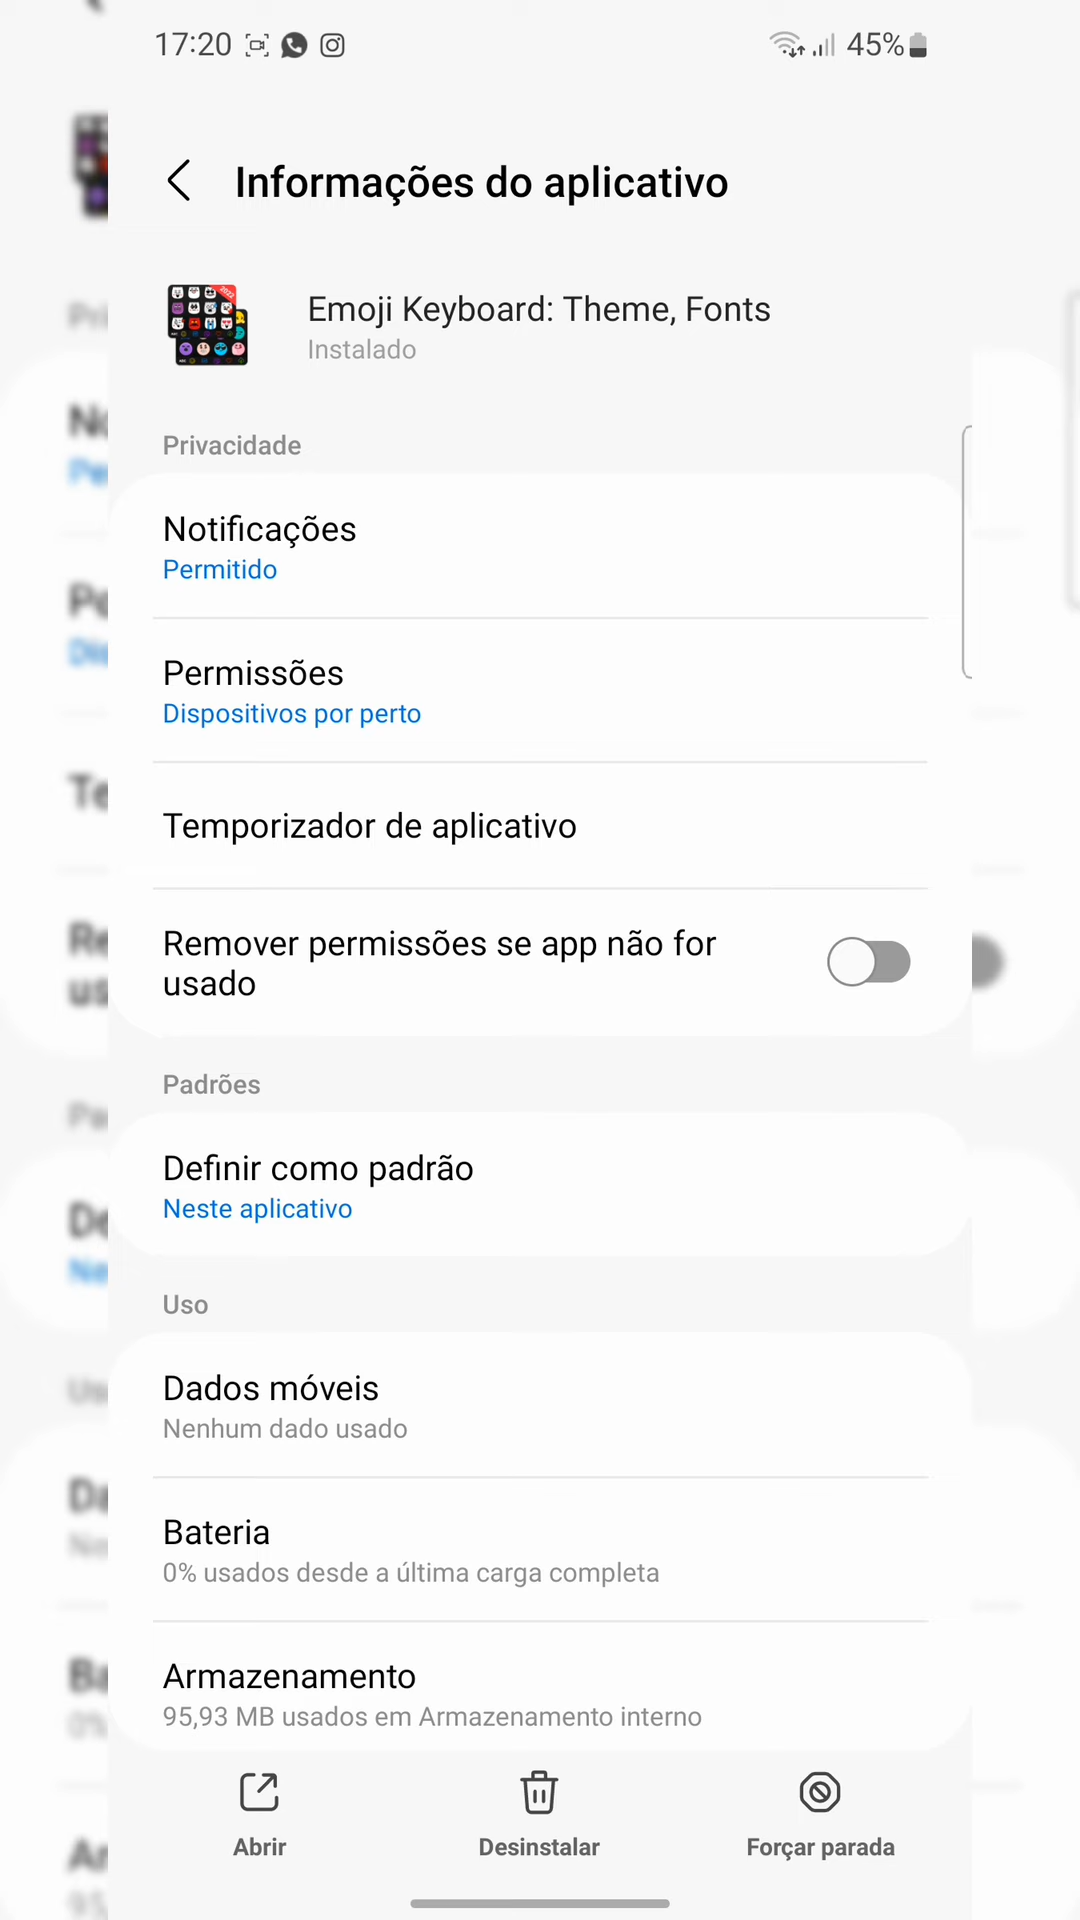 17:20
45%
Informações do aplicativo
2022
Emoji Keyboard: Theme, Fonts
Instalado
Privacidade
Notificações
Permitido
Permissões
Dispositivos por perto
Temporizador de aplicativo
Remover permissões se app não for
usado
Padrões
Definir como padrão
Neste aplicativo
Uso
Dados móveis
Nenhum dado usado
Bateria
0% usados desde a última carga completa
Armazenamento
95,93 MB usados em Armazenamento interno
Abrir
Desinstalar
Forçar parada